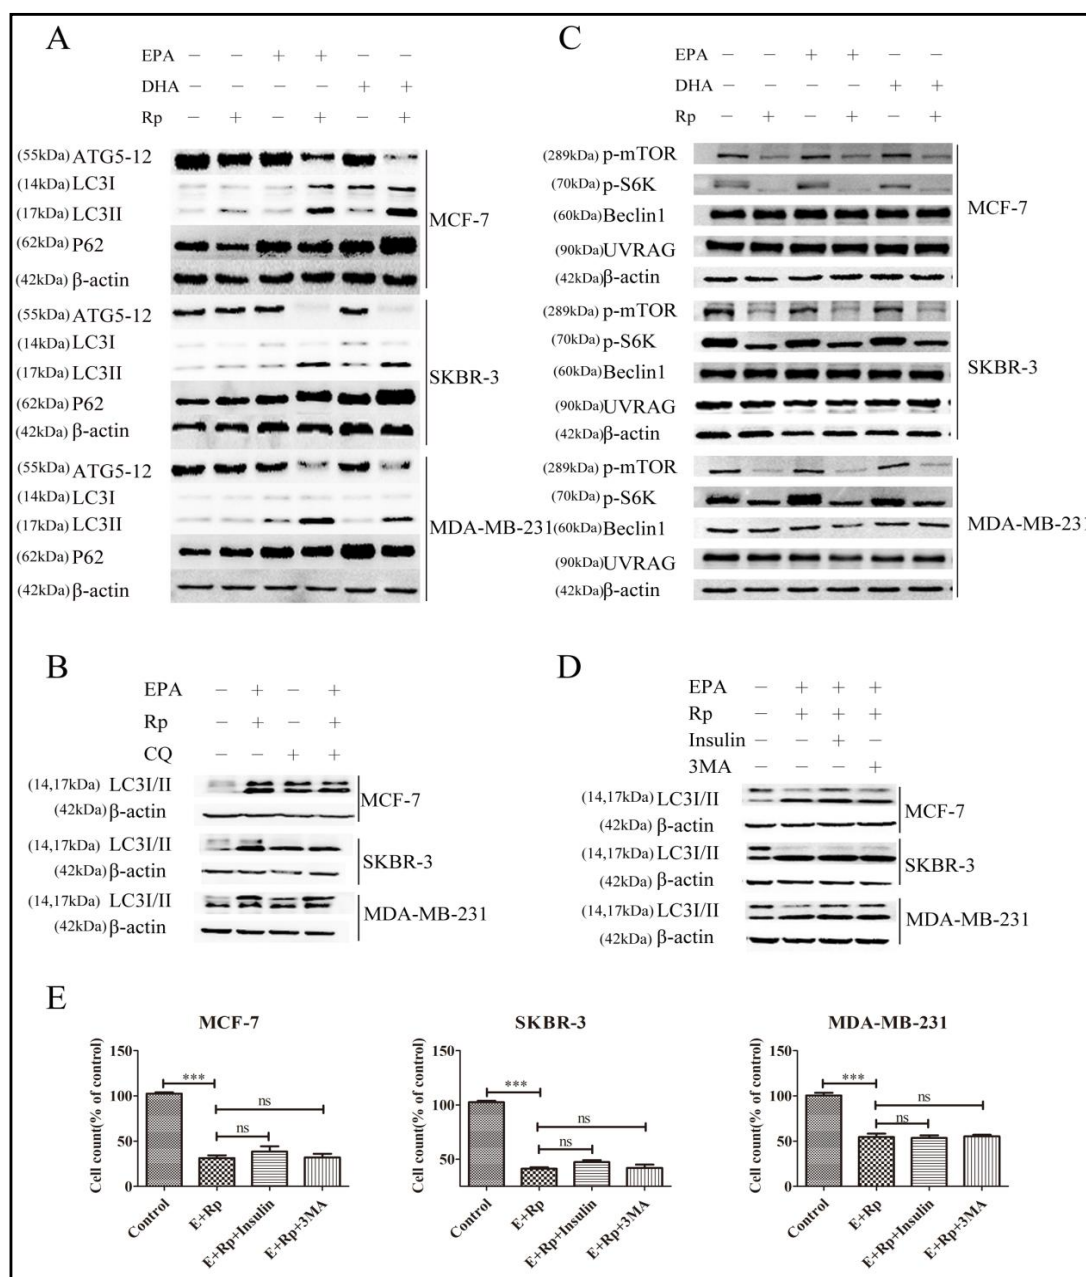 A
EPA − − + + − −
DHA − − − − + +
Rp − + − + − +
(55kDa) ATG5-12
(14kDa) LC3I
(17kDa) LC3II
(62kDa) P62
(42kDa) β-actin
MCF-7
(55kDa) ATG5-12
(14kDa) LC3I
(17kDa) LC3II
(62kDa) P62
(42kDa) β-actin
SKBR-3
(55kDa) ATG5-12
(14kDa) LC3I
(17kDa) LC3II
(62kDa) P62
(42kDa) β-actin
MDA-MB-231
C
EPA − − + + − −
DHA − − − − + +
Rp − + − + − +
(289kDa) p-mTOR
(70kDa) p-S6K
(60kDa) Beclin1
(90kDa) UVRAG
(42kDa) β-actin
MCF-7
(289kDa) p-mTOR
(70kDa) p-S6K
(60kDa) Beclin1
(90kDa) UVRAG
(42kDa) β-actin
SKBR-3
(289kDa) p-mTOR
(70kDa) p-S6K
(60kDa) Beclin1
(90kDa) UVRAG
(42kDa) β-actin
MDA-MB-231
B
EPA − + − +
Rp − + − +
CQ − − + +
(14,17kDa) LC3I/II
(42kDa) β-actin
MCF-7
(14,17kDa) LC3I/II
(42kDa) β-actin
SKBR-3
(14,17kDa) LC3I/II
(42kDa) β-actin
MDA-MB-231
D
EPA − + + +
Rp − + + +
Insulin − − + −
3MA − − − +
(14,17kDa) LC3I/II
(42kDa) β-actin
MCF-7
(14,17kDa) LC3I/II
(42kDa) β-actin
SKBR-3
(14,17kDa) LC3I/II
(42kDa) β-actin
MDA-MB-231
E
MCF-7
Cell count(% of control)
150
100
50
0
***
ns
ns
Control
E+Rp
E+Rp+Insulin
E+Rp+3MA
SKBR-3
Cell count(% of control)
150
100
50
***
ns
ns
Control
E+Rp
E+Rp+Insulin
E+Rp+3MA
MDA-MB-231
Cell count(% of control)
150
100
50
0
***
ns
ns
Control
E+Rp
E+Rp+Insulin
E+Rp+3MA